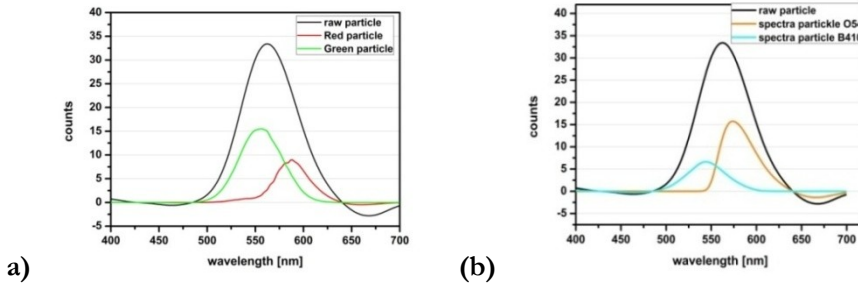 raw particle
Red particle
Green particle
counts
40
35
30
25
20
15
10
5
0
-5
400 450 500 550 600 650 700
wavelength [nm]
a)
raw particle
spectra partickle
spectra particle
counts
40
35
30
25
20
15
10
5
0
-5
400 450 500 550 600 650 700
wavelength [nm]
(b)